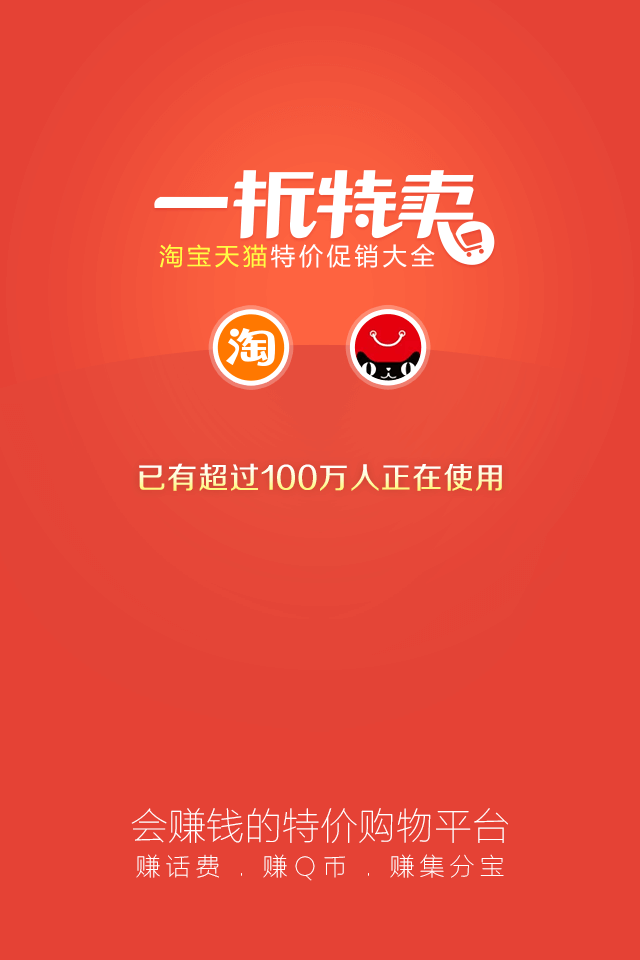 一折特卖
淘宝天猫特价促销大全
淘
已有超过100万人正在使用
会赚钱的特价购物平台
赚话费 . 赚Q币 . 赚集分宝